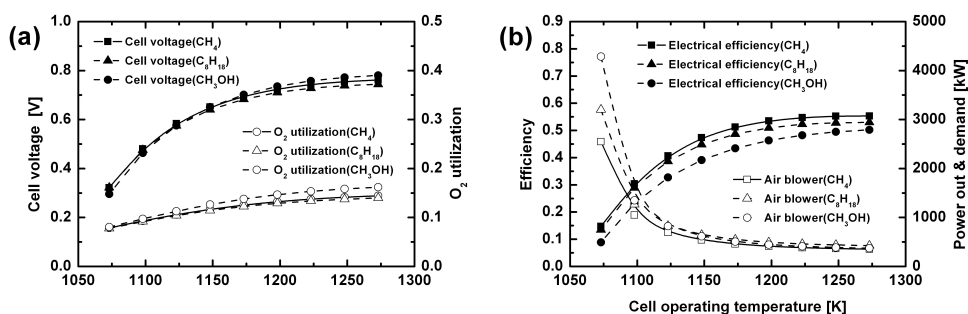 (a)
Cell voltage(CH4)
Cell voltage(C8H18)
Cell voltage(CH3OH)
O2 utilization(CH4)
O2 utilization(C8H18)
O2 utilization(CH3OH)
Cell voltage [V]
1.0
0.8
0.6
0.4
0.2
0.0
0.5
0.4
0.3
0.2
0.1
0.0
O2 utilization
1050 1100 1150 1200 1250 1300
(b)
Electrical efficiency(CH4)
Electrical efficiency(C8H18)
Electrical efficiency(CH3OH)
Air blower(CH4)
Air blower(C8H18)
Air blower(CH3OH)
Efficiency
0.9
0.8
0.7
0.6
0.5
0.4
0.3
0.2
0.1
0.0
5000
4000
3000
2000
1000
0
Power out & demand [kW]
1050 1100 1150 1200 1250 1300
Cell operating temperature [K]